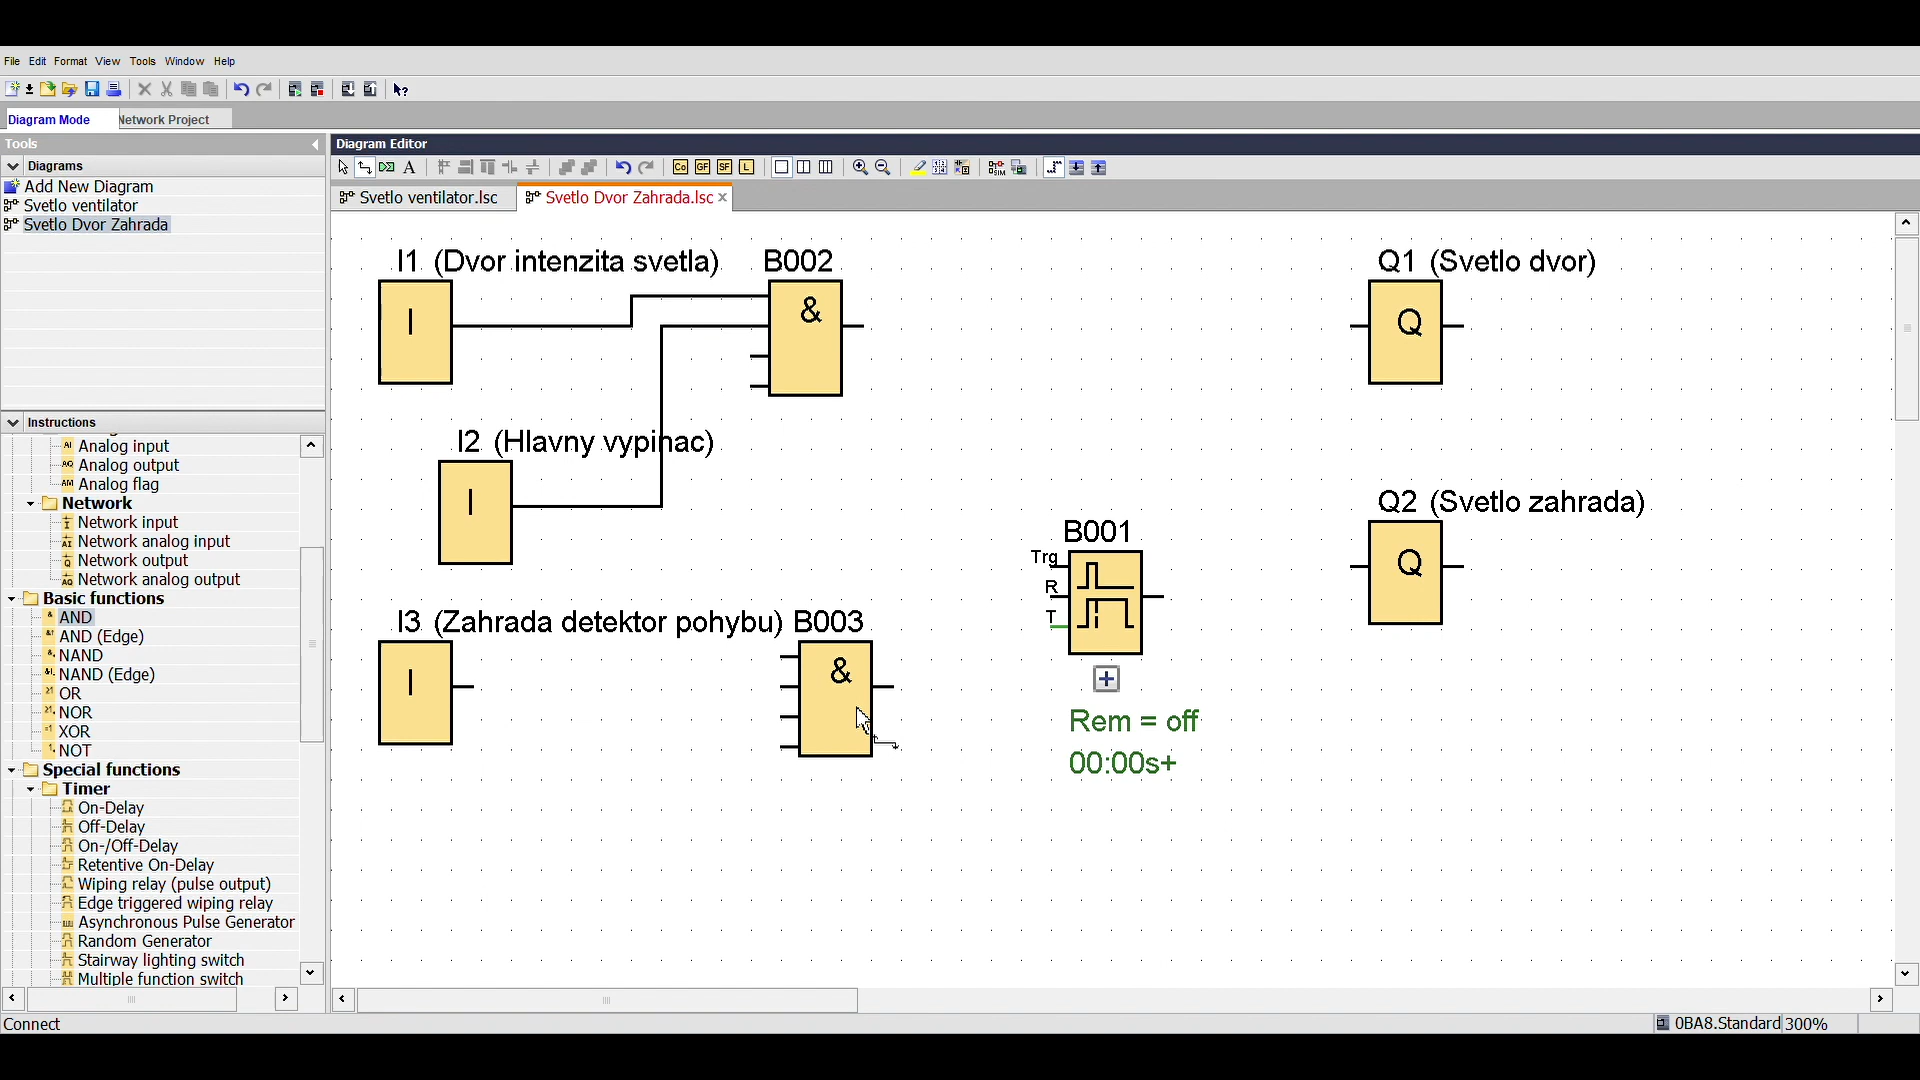 File Edit Format View Tools Window Help
Diagram Mode Network Project
Tools
Diagrams
Add New Diagram
Svetlo ventilator
Svetlo Dvor Zahrada
Instructions
Analog input
Analog output
Analog flag
Network
Network input
Network analog input
Network output
Network analog output
Basic functions
AND
AND (Edge)
NAND
NAND (Edge)
OR
NOR
XOR
NOT
Special functions
Timer
On-Delay
Off-Delay
On-/Off-Delay
Retentive On-Delay
Wiping relay (pulse output)
Edge triggered wiping relay
Asynchronous Pulse Generator
Random Generator
Stairway lighting switch
Multiple function switch
Diagram Editor
A Co GF SF L
Svetlo ventilator.lsc Svetlo Dvor Zahrada.lsc
I1 (Dvor intenzita svetla) B002 Q1 (Svetlo dvor)
I & Q
I2 (Hlavny vypinac)
I
Q2 (Svetlo zahrada)
Q
B001
Trg
R
T
I3 (Zahrada detektor pohybu) B003
I &
Rem = off
00:00s+
Connect 0BA8.Standard 300%